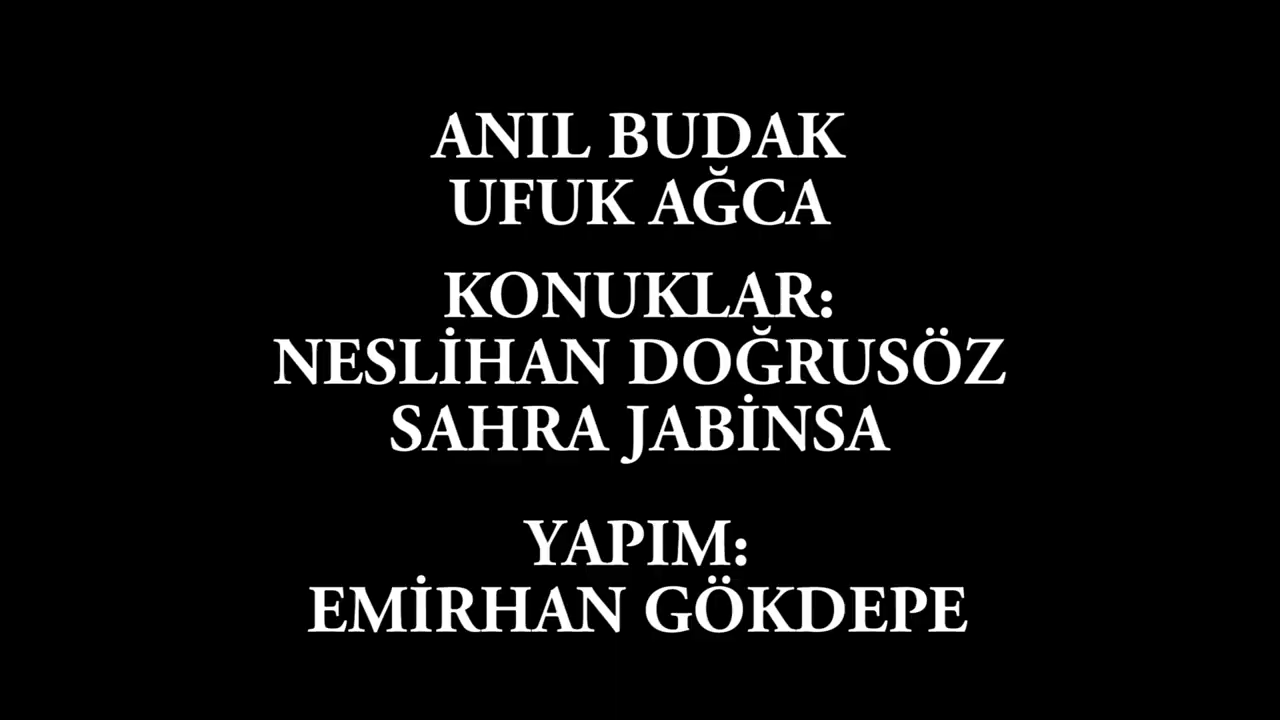 ANIL BUDAK
UFUK AĞCA
KONUKLAR:
NESLİHAN DOĞRUSÖZ
SAHRA JABİNSA
YAPIM:
EMİRHAN GÖKDEPE